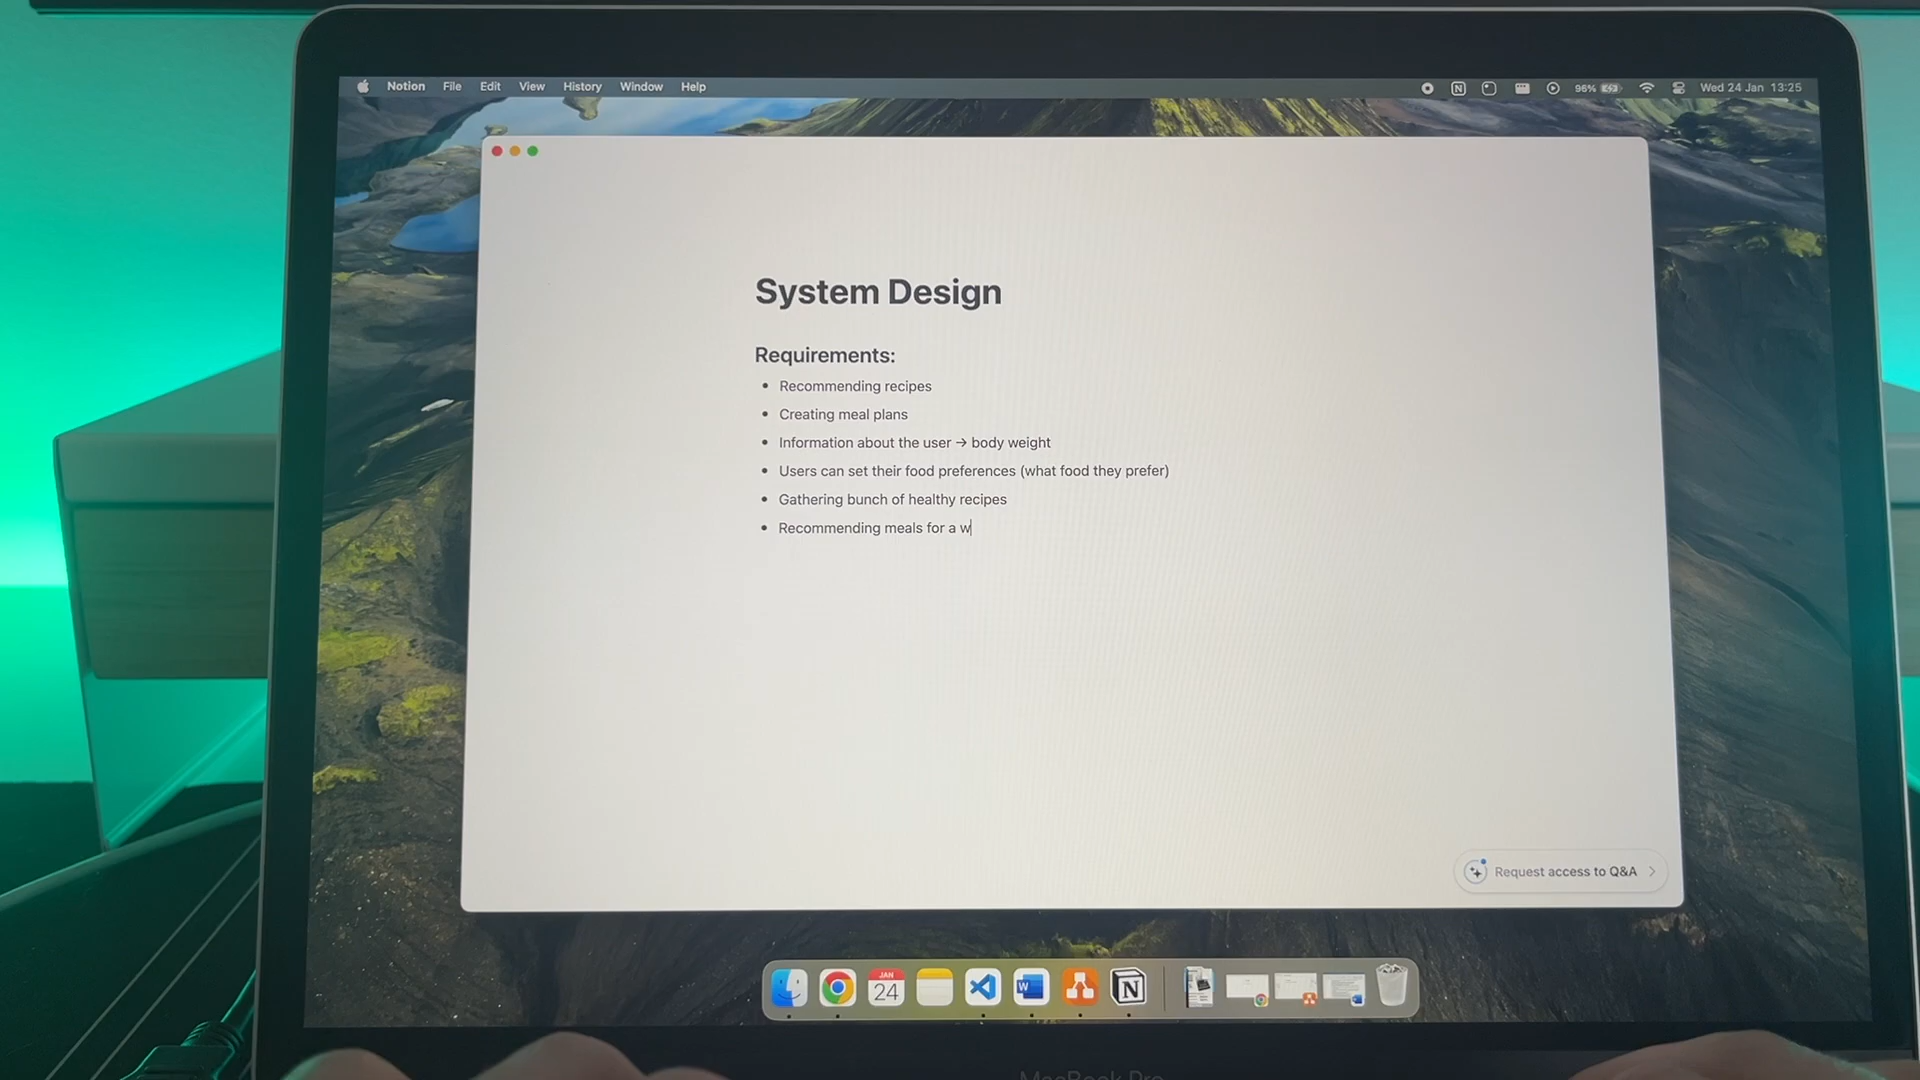 Notion File Edit View History Window Help 96% Wed 24 Jan 13:25
System Design
Requirements:
Recommending recipes
Creating meal plans
Information about the user → body weight
Users can set their food preferences (what food they prefer)
Gathering bunch of healthy recipes
Recommending meals for a w
Request access to Q&A
JAN
24
W
N
MacBook Pro